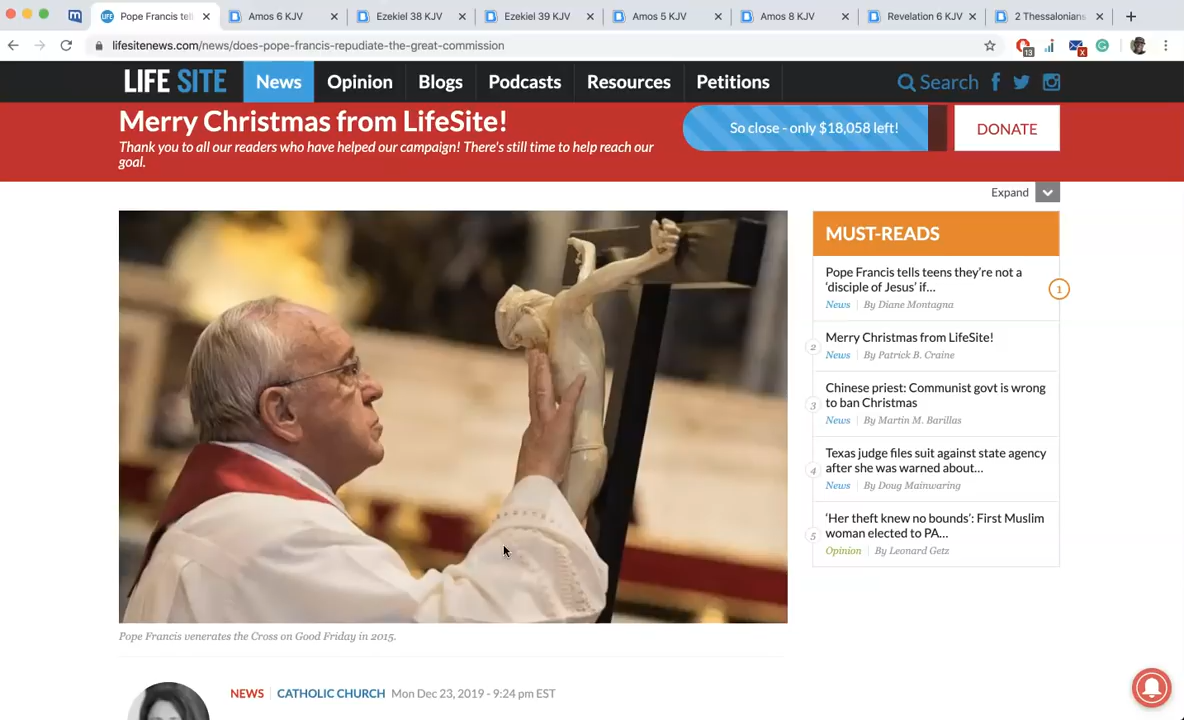 Pope Francis tel
Amos 6 KJV
Ezekiel 38 KJV
Ezekiel 39 KJV
Amos 5 KJV
Amos 8 KJV
Revelation 6 KJV
2 Thessalonians
lifesitenews.com/news/does-pope-francis-repudiate-the-great-commission
13
x
LIFE SITE
News
Opinion
Blogs
Podcasts
Resources
Petitions
Search
Merry Christmas from LifeSite!
Thank you to all our readers who have helped our campaign! There's still time to help reach our
goal.
So close - only $18,058 left!
DONATE
Expand
MUST-READS
Pope Francis tells teens they're not a
'disciple of Jesus' if...
News | By Diane Montagna
1
Merry Christmas from LifeSite!
2
News | By Patrick B. Craine
Chinese priest: Communist govt is wrong
to ban Christmas
3
News | By Martin M. Barillas
Texas judge files suit against state agency
after she was warned about...
4
News | By Doug Mainwaring
'Her theft knew no bounds': First Muslim
woman elected to PA...
5
Opinion | By Leonard Getz
Pope Francis venerates the Cross on Good Friday in 2015.
NEWS | CATHOLIC CHURCH Mon Dec 23, 2019 - 9:24 pm EST